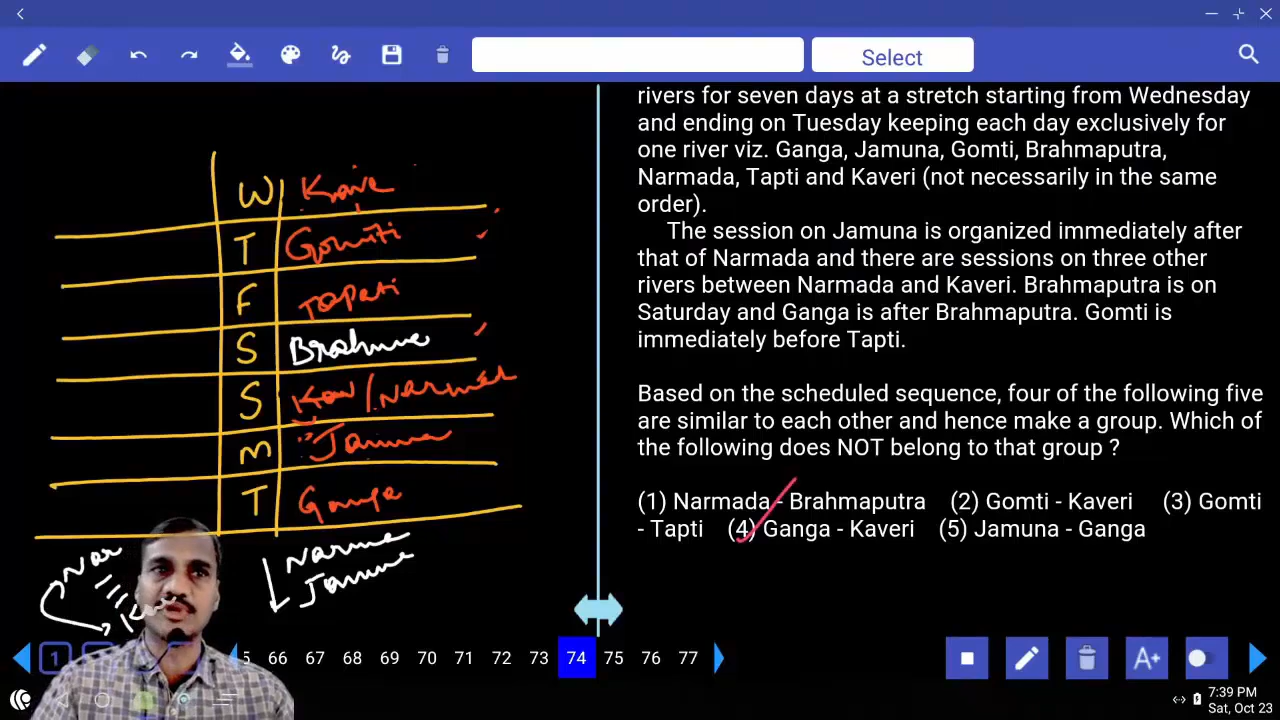 Select
rivers for seven days at a stretch starting from Wednesday
and ending on Tuesday keeping each day exclusively for
one river viz. Ganga, Jamuna, Gomti, Brahmaputra,
Narmada, Tapti and Kaveri (not necessarily in the same
order).
The session on Jamuna is organized immediately after
that of Narmada and there are sessions on three other
rivers between Narmada and Kaveri. Brahmaputra is on
Saturday and Ganga is after Brahmaputra. Gomti is
immediately before Tapti.
Based on the scheduled sequence, four of the following five
are similar to each other and hence make a group. Which of
the following does NOT belong to that group ?
(1) Narmada - Brahmaputra (2) Gomti - Kaveri (3) Gomti
- Tapti (4) Ganga - Kaveri (5) Jamuna - Ganga
W
T Gomiti
F Tapati
S
S
M Jamuna
T Ganga
Nar
Jamuna
1
5 66 67 68 69 70 71 72 73 74 75 76 77
A+
7:39 PM
Sat, Oct 23